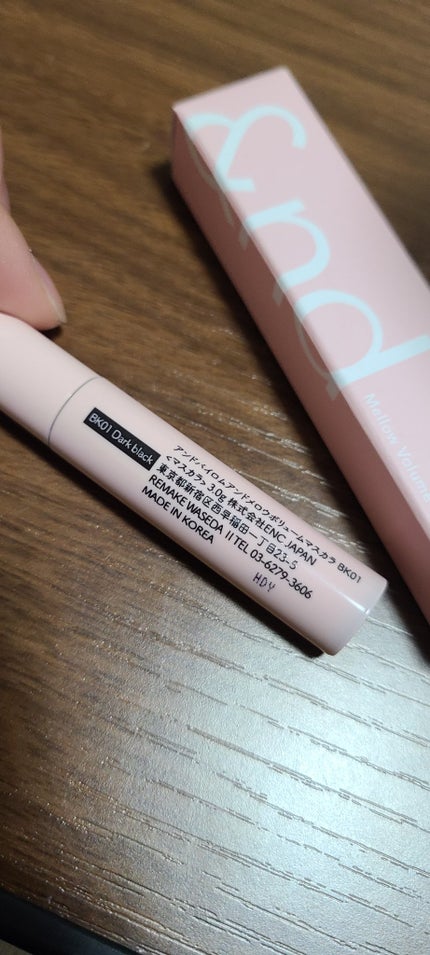 &nd
Mellow Volume
BK01 Dark black
アンドバイロムアンドメロウボリュームマスカラ BK01
<マスカラ> 3.0g 株式会社ENC JAPAN
東京都新宿区西早稲田一丁目23-5
REMAKE WASEDA II TEL 03-6279-3606
MADE IN KOREA
HDY